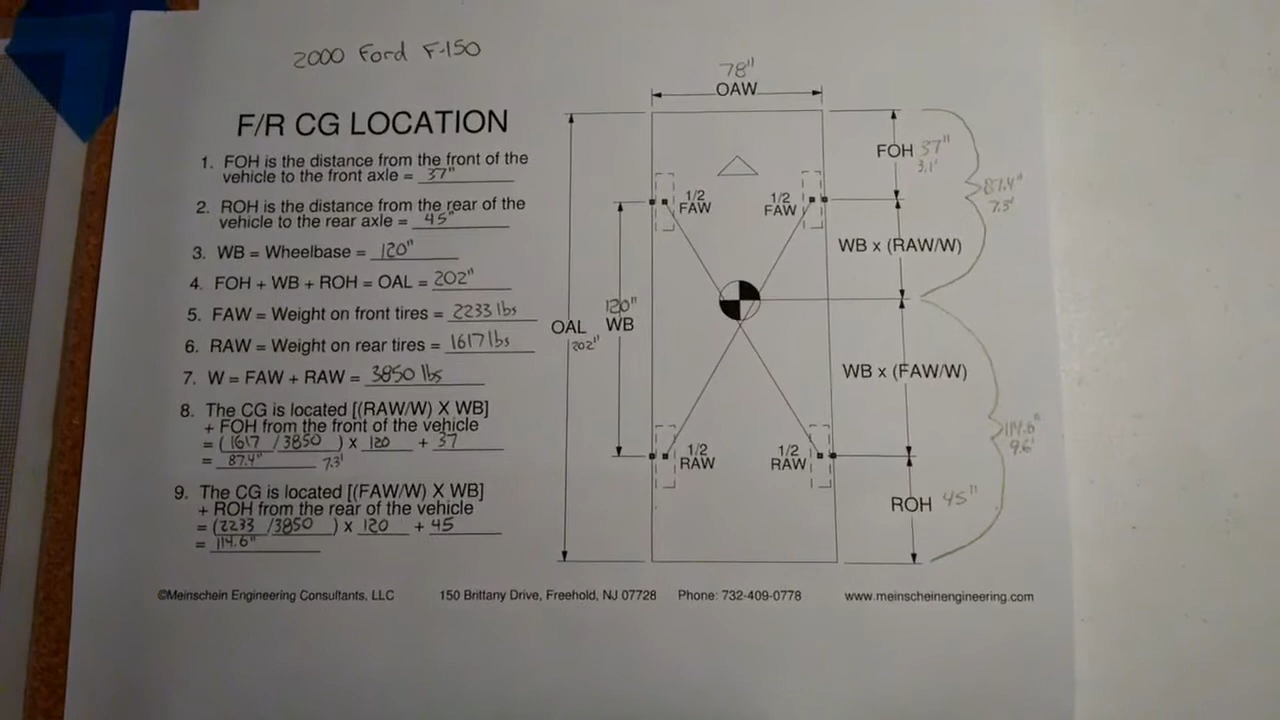 2000 Ford F-150
F/R CG LOCATION
1. FOH is the distance from the front of the
vehicle to the front axle = 37"
2. ROH is the distance from the rear of the
vehicle to the rear axle = 45"
3. WB = Wheelbase = 120"
4. FOH + WB + ROH = OAL = 202"
5. FAW = Weight on front tires = 2233 lbs
6. RAW = Weight on rear tires = 1617 lbs
7. W = FAW + RAW = 3850 lbs
8. The CG is located [(RAW/W) X WB]
+ FOH from the front of the vehicle
= (1617 /3850 ) x 120 + 37
= 87.4" 7.3'
9. The CG is located [(FAW/W) X WB]
+ ROH from the rear of the vehicle
= (2233 /3850 ) x 120 + 45
= 114.6"
78"
OAW
FOH 37"
3.1'
87.4"
7.3'
1/2
FAW
1/2
FAW
WB x (RAW/W)
120"
OAL WB
202"
WB x (FAW/W)
114.6"
9.6'
1/2
RAW
1/2
RAW
ROH 45"
©Meinschein Engineering Consultants, LLC 150 Brittany Drive, Freehold, NJ 07728 Phone: 732-409-0778 www.meinscheinengineering.com